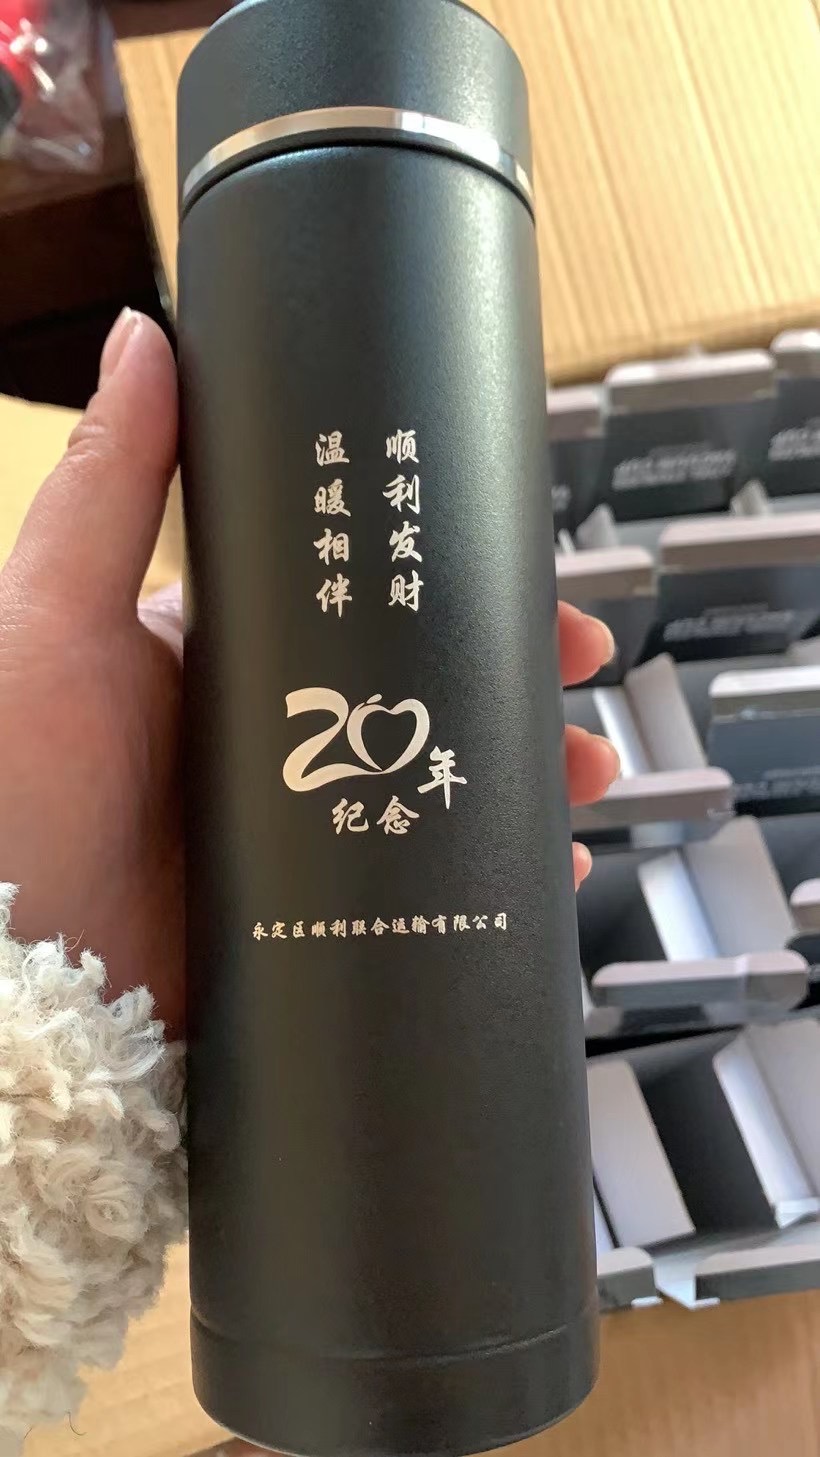 顺利发财
温暖相伴
20年
纪念
永定区顺利联合运输有限公司